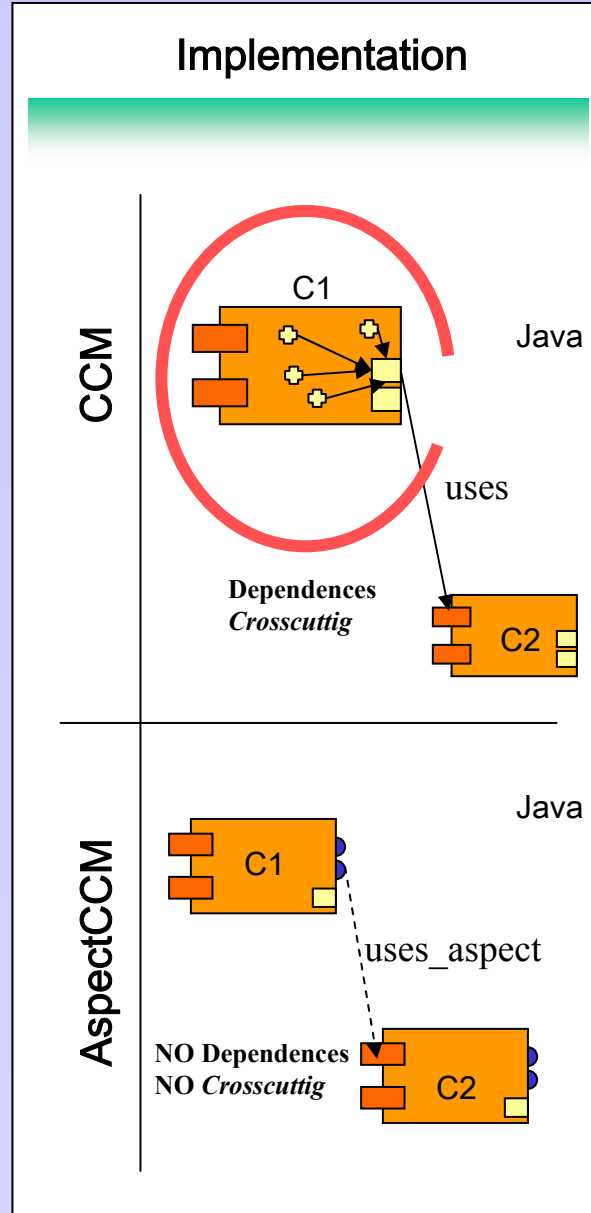 Implementation
CCM
C1
Java
uses
Dependences
Crosscuttig
C2
AspectCCM
Java
C1
uses_aspect
NO Dependences
NO Crosscuttig
C2